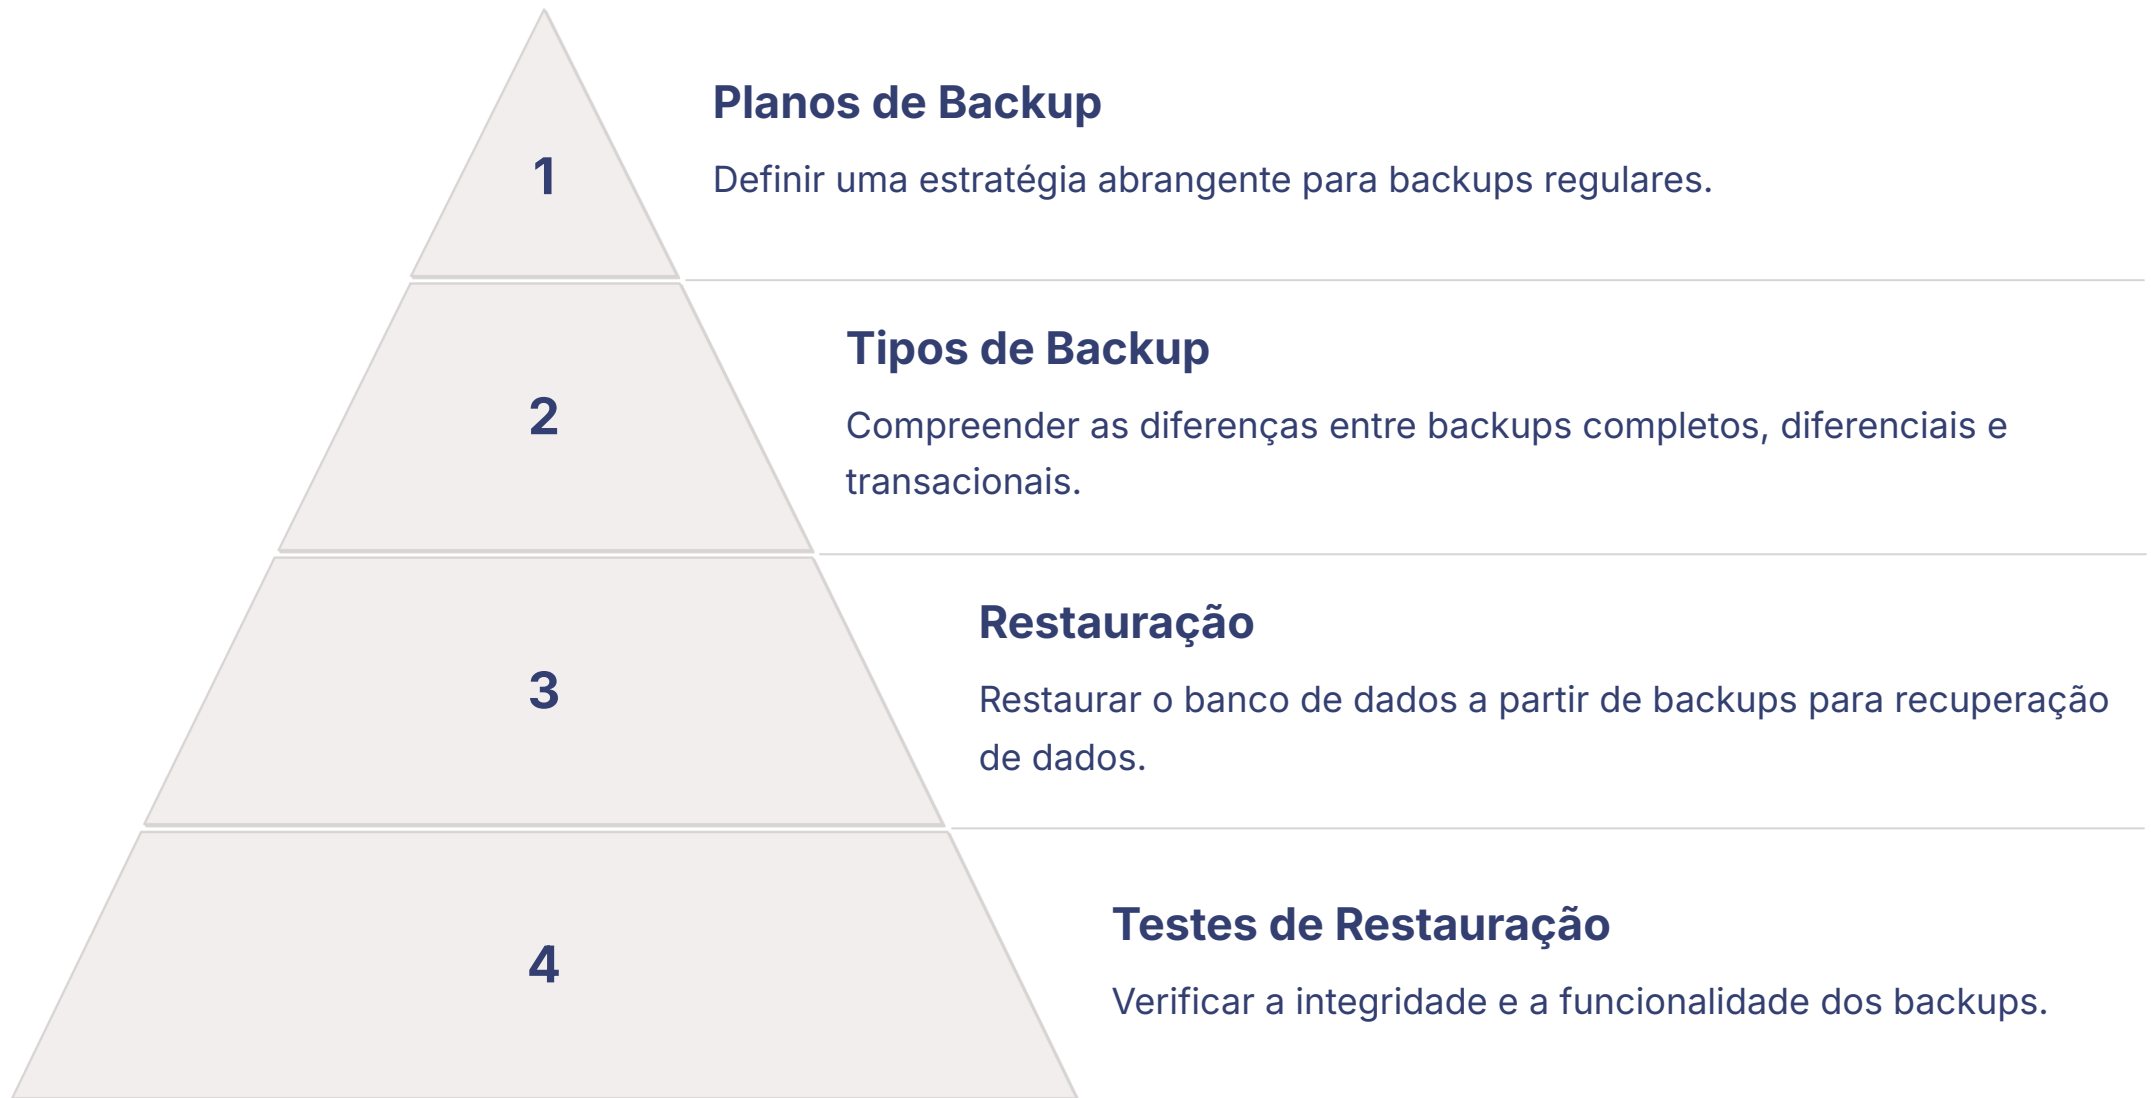 1
Planos de Backup
Definir uma estratégia abrangente para backups regulares.
2
Tipos de Backup
Compreender as diferenças entre backups completos, diferenciais e
transacionais.
3
Restauração
Restaurar o banco de dados a partir de backups para recuperação
de dados.
4
Testes de Restauração
Verificar a integridade e a funcionalidade dos backups.